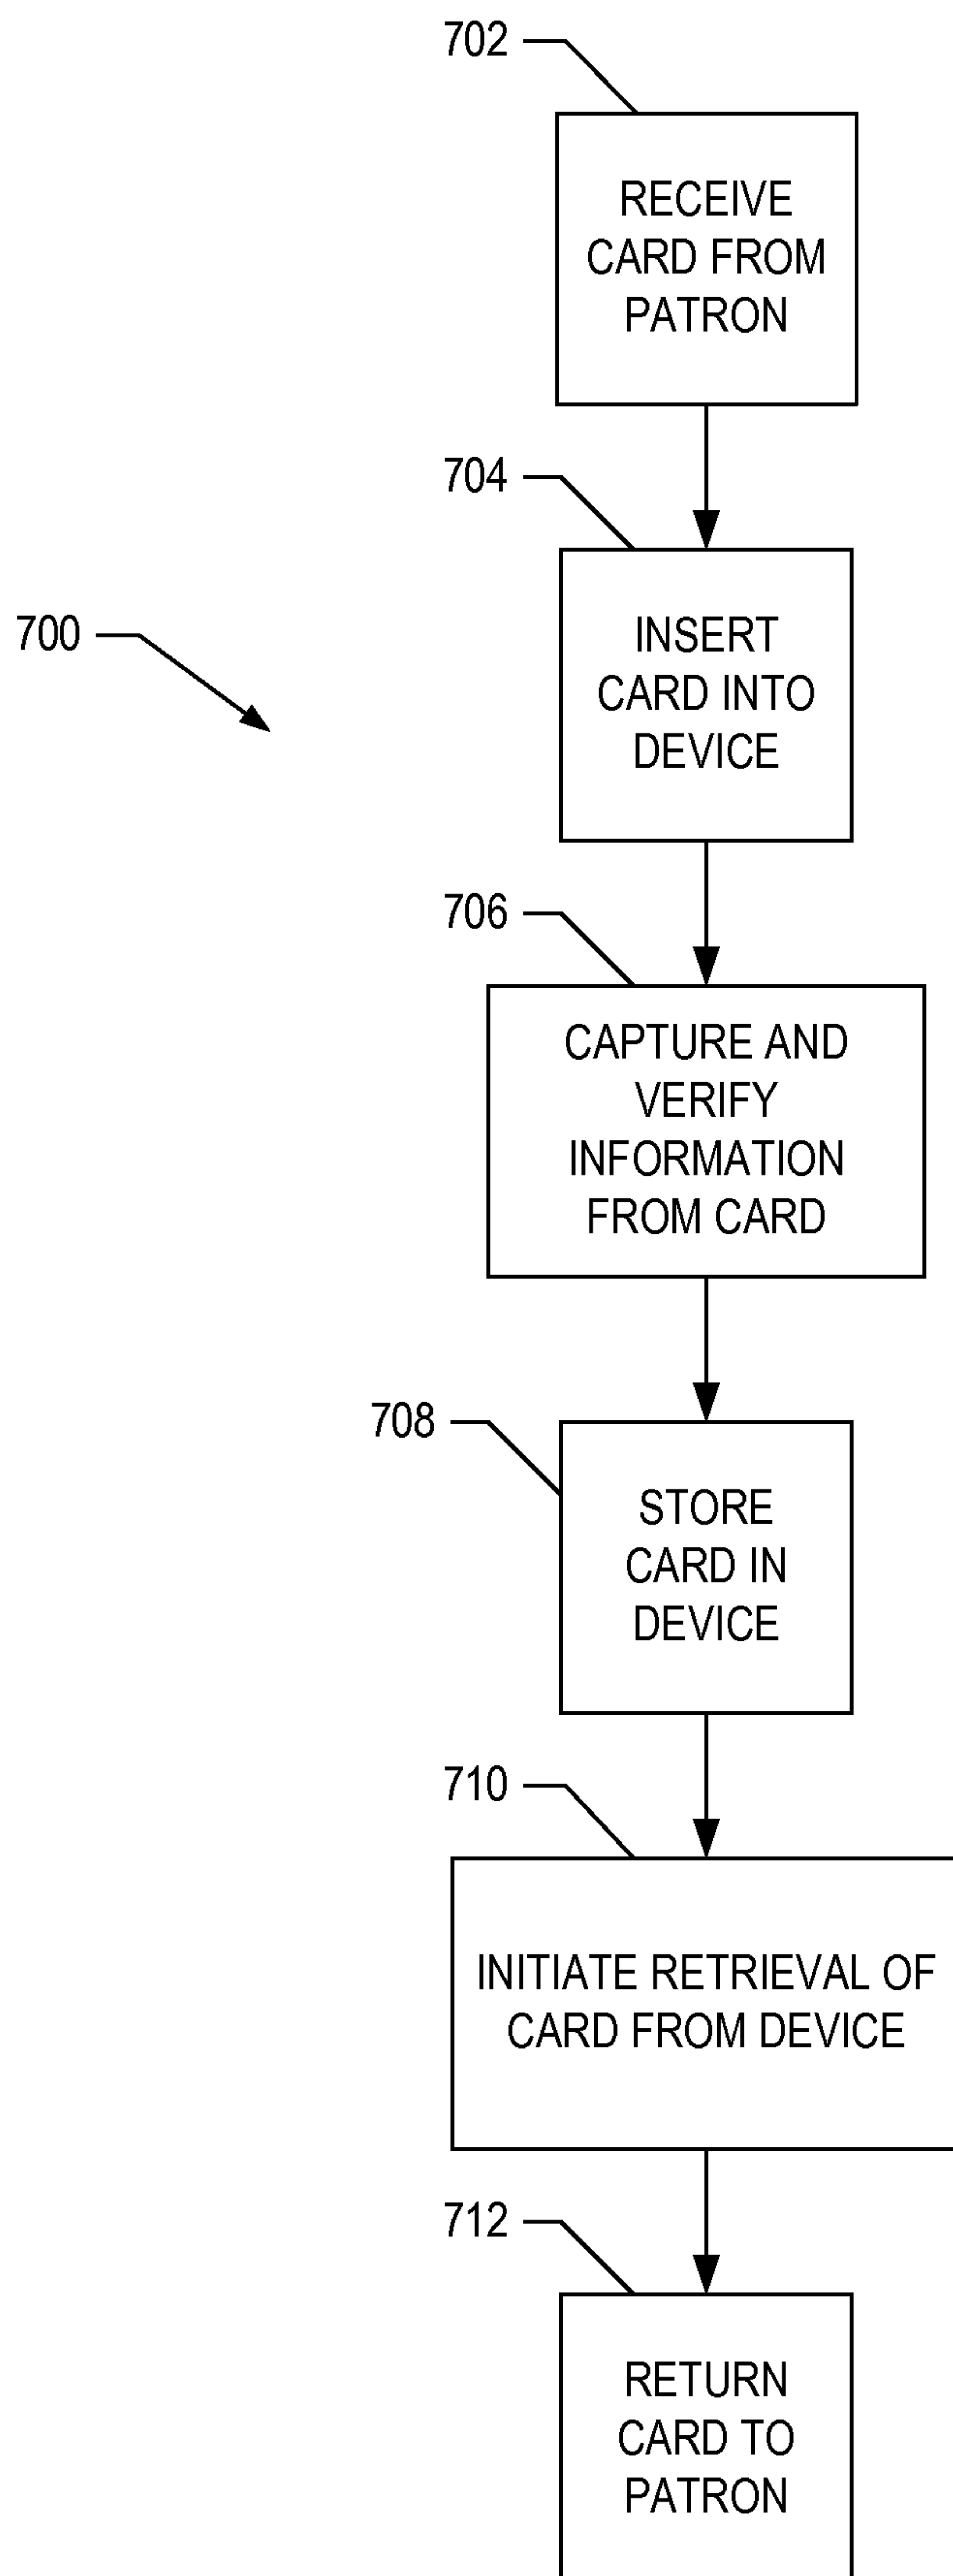 702
RECEIVE
CARD FROM
PATRON
704
INSERT
CARD INTO
DEVICE
700
706
CAPTURE AND
VERIFY
INFORMATION
FROM CARD
708
STORE
CARD IN
DEVICE
710
INITIATE RETRIEVAL OF
CARD FROM DEVICE
712
RETURN
CARD TO
PATRON